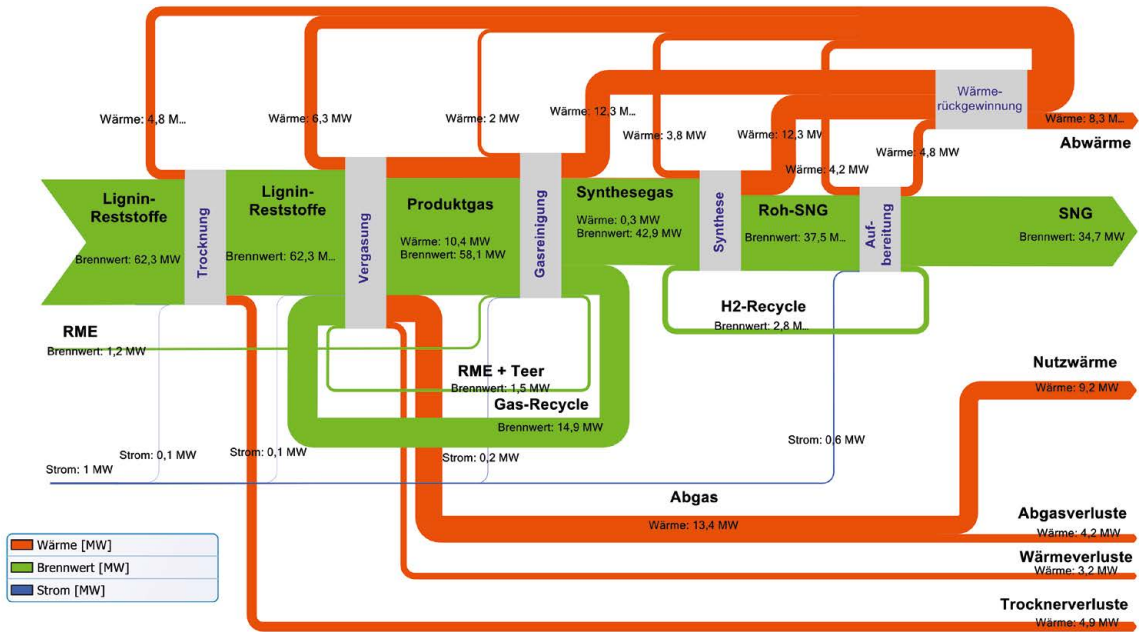 Wärme: 4,8 M...
Wärme: 6,3 MW
Wärme: 2 MW
Wärme: 12,3 M...
Wärme: 3,8 MW
Wärme: 12,3 MW
Wärme: 4,2 MW
Wärme: 4,8 MW
Wärme-
rückgewinnung
Wärme: 8,3 M...
Abwärme
Lignin-
Reststoffe
Brennwert: 62,3 MW
Trocknung
Lignin-
Reststoffe
Brennwert: 62,3 M...
Vergasung
Produktgas
Wärme: 10,4 MW
Brennwert: 58,1 MW
Gasreinigung
Synthesegas
Wärme: 0,3 MW
Brennwert: 42,9 MW
Synthese
Roh-SNG
Brennwert: 37,5 M...
Auf-
bereitung
SNG
Brennwert: 34,7 MW
RME
Brennwert: 1,2 MW
RME + Teer
Brennwert: 1,5 MW
Gas-Recycle
Brennwert: 14,9 MW
H2-Recycle
Brennwert: 2,8 M...
Nutzwärme
Wärme: 9,2 MW
Strom: 1 MW
Strom: 0,1 MW
Strom: 0,1 MW
Strom: 0,2 MW
Strom: 0,6 MW
Abgas
Wärme: 13,4 MW
Abgasverluste
Wärme: 4,2 MW
Wärmeverluste
Wärme: 3,2 MW
Trocknerverluste
Wärme: 4,9 MW
Wärme [MW]
Brennwert [MW]
Strom [MW]